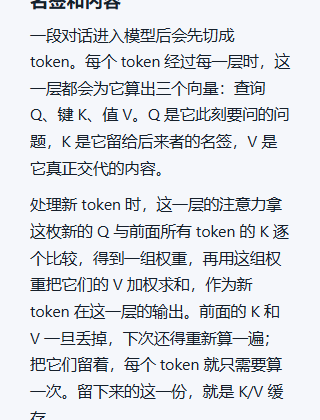 名签和内容
一段对话进入模型后会先切成
token。每个 token 经过每一层时，这
一层都会为它算出三个向量：查询
Q、键 K、值 V。Q 是它此刻要问的问
题，K 是它留给后来者的名签，V 是
它真正交代的内容。
处理新 token 时，这一层的注意力拿
这枚新的 Q 与前面所有 token 的 K 逐
个比较，得到一组权重，再用这组权
重把它们的 V 加权求和，作为新
token 在这一层的输出。前面的 K 和
V 一旦丢掉，下次还得重新算一遍；
把它们留着，每个 token 就只需要算
一次。留下来的这一份，就是 K/V 缓
存